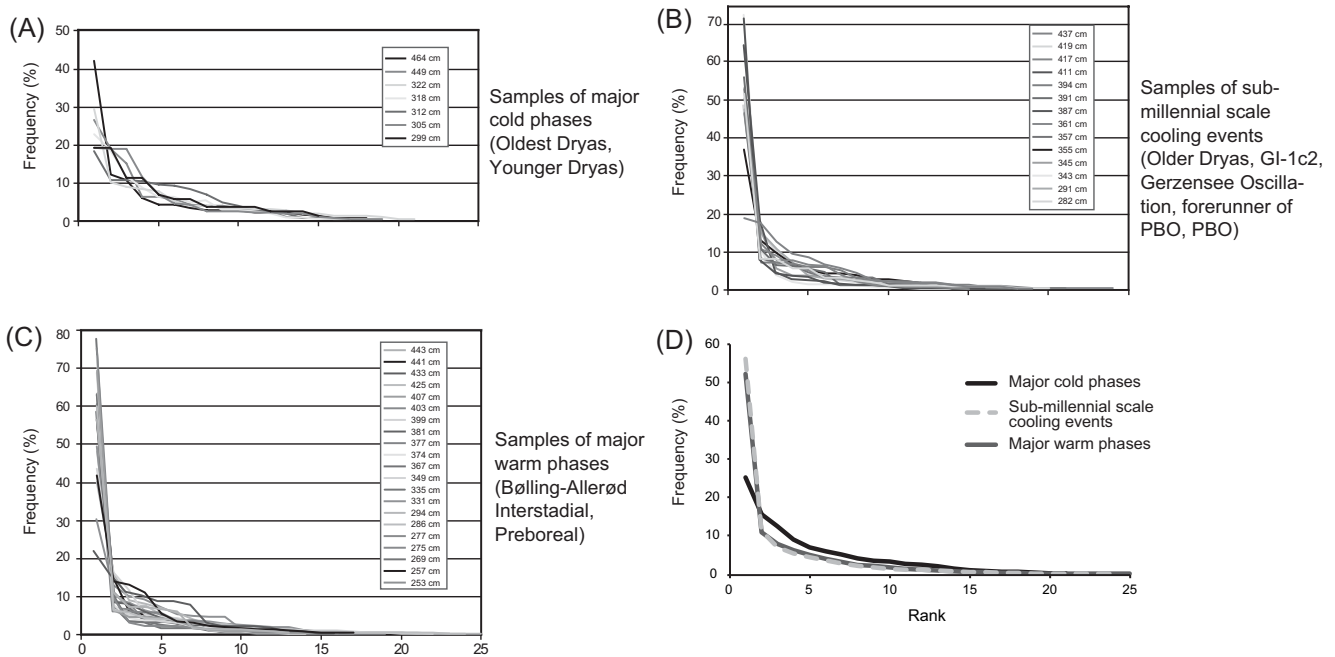 (A)
Frequency (%)
50
40
30
20
10
0
464 cm
449 cm
322 cm
318 cm
312 cm
305 cm
299 cm
Samples of major
cold phases
(Oldest Dryas,
Younger Dryas)
(B)
Frequency (%)
70
60
50
40
30
20
10
0
437 cm
419 cm
417 cm
411 cm
394 cm
391 cm
387 cm
361 cm
357 cm
355 cm
345 cm
343 cm
291 cm
282 cm
Samples of sub-
millennial scale
cooling events
(Older Dryas, GI-1c2,
Gerzensee Oscilla-
tion, forerunner of
PBO, PBO)
(C)
Frequency (%)
80
70
60
50
40
30
20
10
0
0 5 10 15 20 25
443 cm
441 cm
433 cm
425 cm
407 cm
403 cm
399 cm
381 cm
377 cm
374 cm
367 cm
349 cm
335 cm
331 cm
294 cm
286 cm
277 cm
275 cm
269 cm
257 cm
253 cm
Samples of major
warm phases
(Bølling-Allerød
Interstadial,
Preboreal)
(D)
Frequency (%)
60
50
40
30
20
10
0
0 5 10 15 20 25
Rank
Major cold phases
Sub-millennial scale
cooling events
Major warm phases